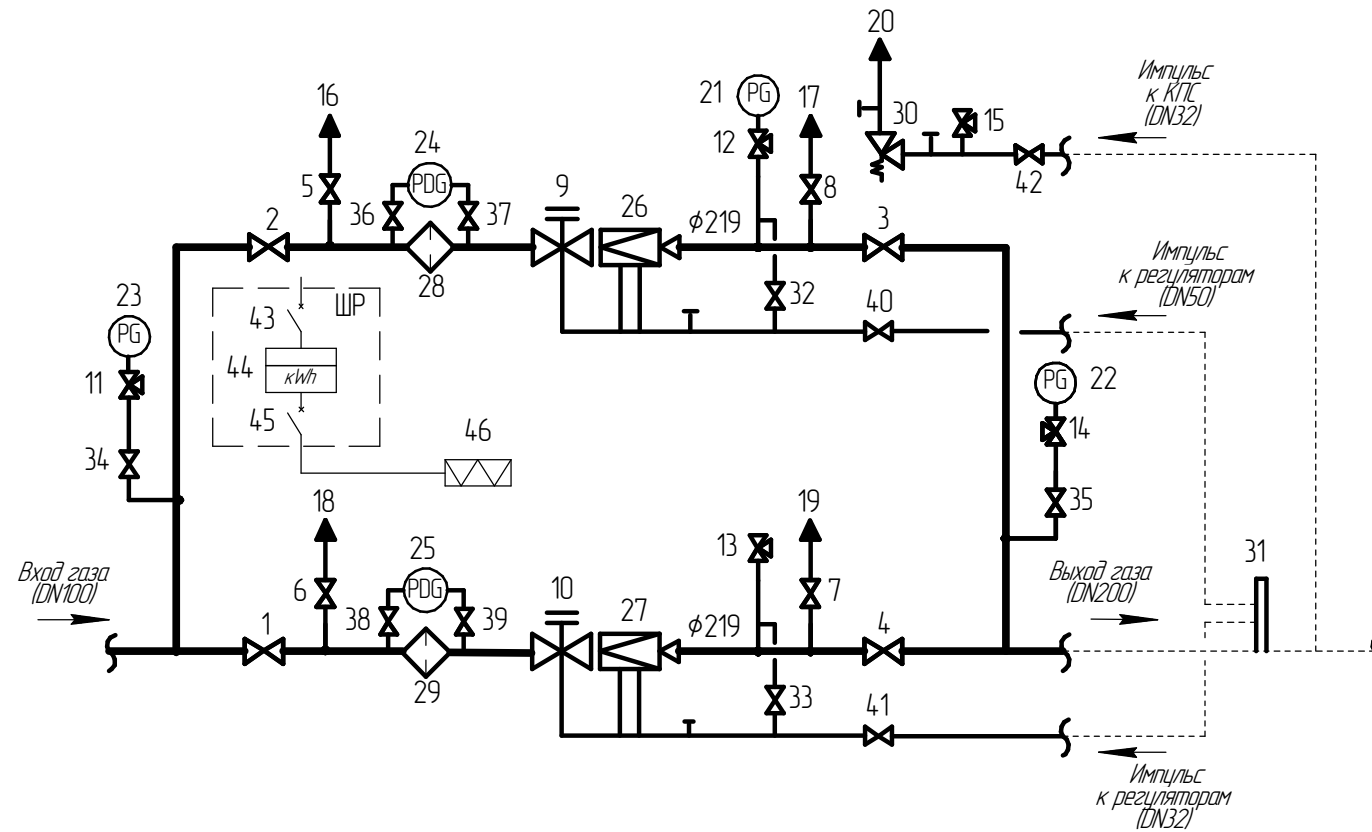 20
Импульс
к КПС
(DN32)
16
21
PG
17
30
15
24
12
PDG
5
36
37
9
26
ϕ219
8
42
2
3
28
Импульс
к регуляторам
(DN50)
23
43
ШР
32
40
PG
44
kWh
PG
22
11
45
46
14
34
35
18
19
25
13
31
Вход газа
(DN100)
PDG
10
Выход газа
(DN200)
6
38
39
27
7
1
ϕ219
4
29
33
41
Импульс
к регуляторам
(DN32)